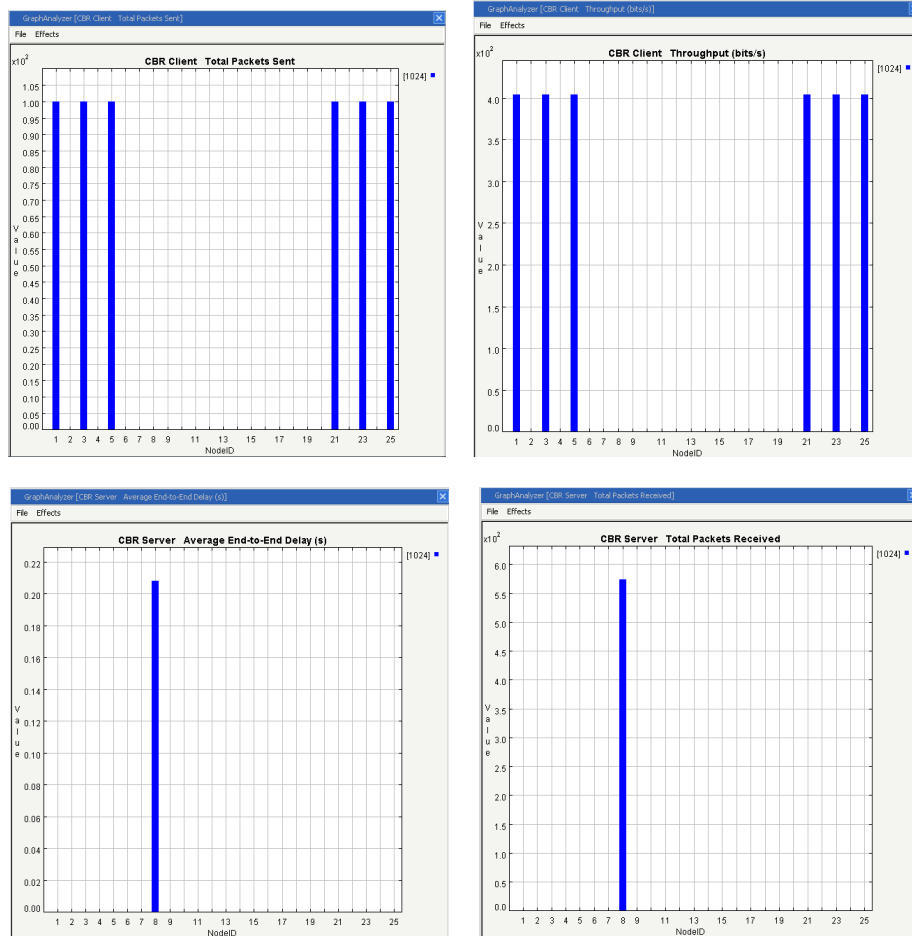 GraphAnalyzer [CBR Client Total Packets Sent]
File Effects
x10²
CBR Client Total Packets Sent
[1024]
1.05
1.00
0.95
0.90
0.85
0.80
0.75
0.70
0.65
0.60
0.55
0.50
0.45
0.40
0.35
0.30
0.25
0.20
0.15
0.10
0.05
0.00
Value
1 2 3 4 5 6 7 8 9 11 13 15 17 19 21 23 25
NodeID
GraphAnalyzer [CBR Client Throughput (bits/s)]
File Effects
x10²
CBR Client Throughput (bits/s)
[1024]
4.0
3.5
3.0
2.5
2.0
1.5
1.0
0.5
0.0
Value
1 2 3 4 5 6 7 8 9 11 13 15 17 19 21 23 25
NodeID
GraphAnalyzer [CBR Server Average End-to-End Delay (s)]
File Effects
CBR Server Average End-to-End Delay (s)
[1024]
0.22
0.20
0.18
0.16
0.14
0.12
0.10
0.08
0.06
0.04
0.02
0.00
Value
1 2 3 4 5 6 7 8 9 11 13 15 17 19 21 23 25
NodeID
GraphAnalyzer [CBR Server Total Packets Received]
File Effects
x10²
CBR Server Total Packets Received
[1024]
6.0
5.5
5.0
4.5
4.0
3.5
3.0
2.5
2.0
1.5
1.0
0.5
0.0
Value
1 2 3 4 5 6 7 8 9 11 13 15 17 19 21 23 25
NodeID